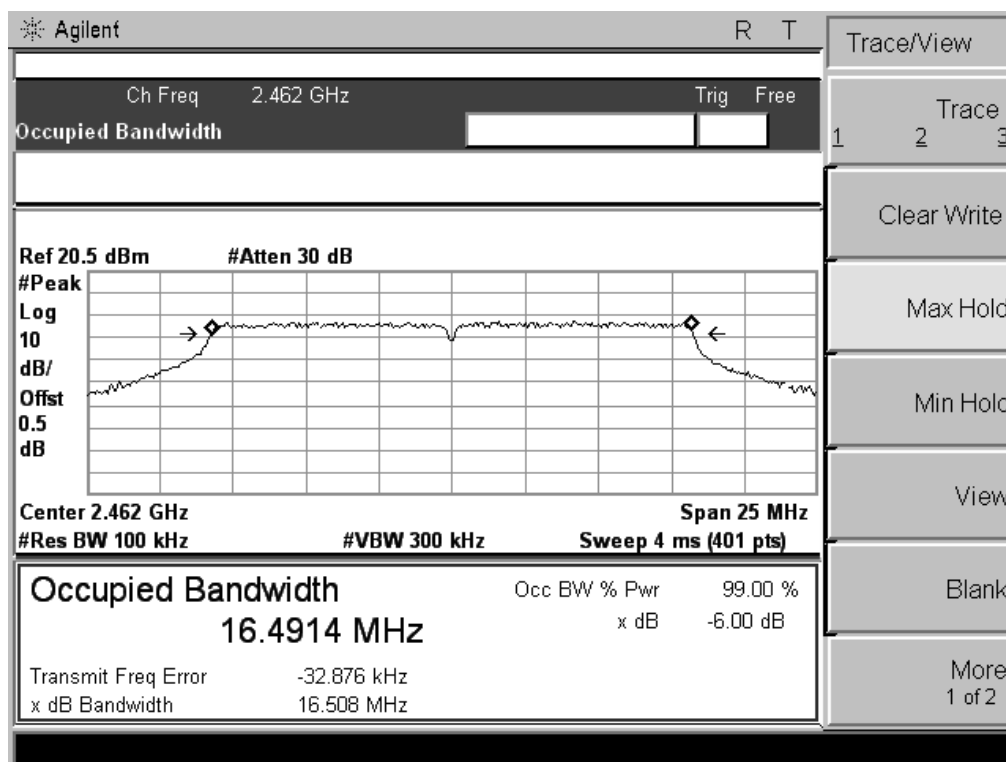 Agilent R T
Trace/View
Ch Freq 2.462 GHz Trig Free
Occupied Bandwidth
Trace
1 2 3
Clear Write
Ref 20.5 dBm #Atten 30 dB
#Peak
Log
10
dB/
Offst
0.5
dB
Max Hold
Min Hold
Center 2.462 GHz Span 25 MHz
#Res BW 100 kHz #VBW 300 kHz Sweep 4 ms (401 pts)
View
Occupied Bandwidth
16.4914 MHz
Occ BW % Pwr 99.00 %
x dB -6.00 dB
Transmit Freq Error -32.876 kHz
x dB Bandwidth 16.508 MHz
Blank
More
1 of 2